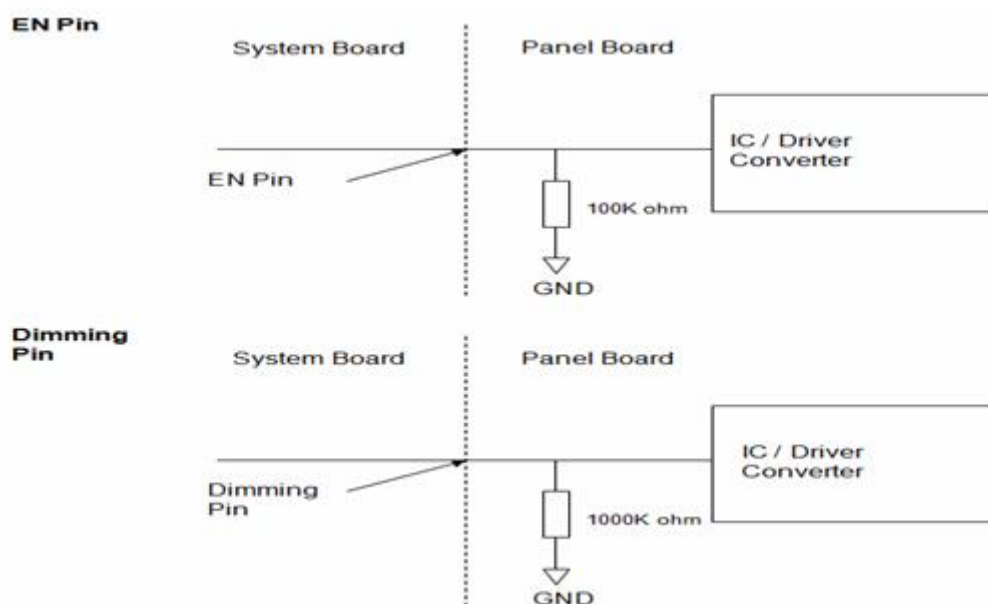 EN Pin
System Board
Panel Board
IC / Driver
Converter
EN Pin
100K ohm
GND
Dimming
Pin
System Board
Panel Board
IC / Driver
Converter
Dimming
Pin
1000K ohm
GND